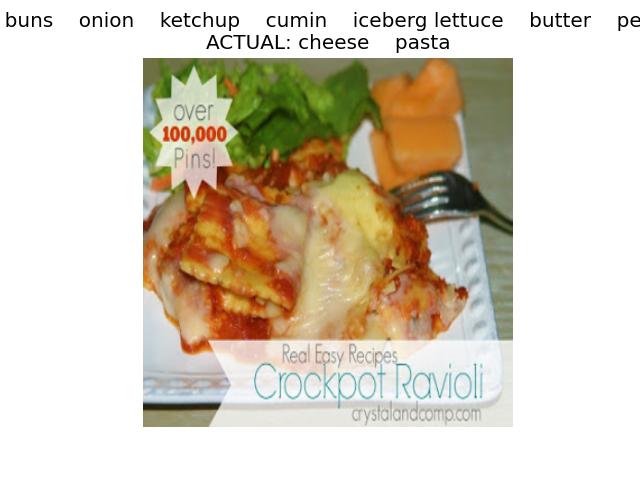 buns onion ketchup cumin iceberg lettuce butter
ACTUAL: cheese pasta
over
100,000
Pins!
Real Easy Recipes
Crockpot Ravioli
crystalandcomp.com